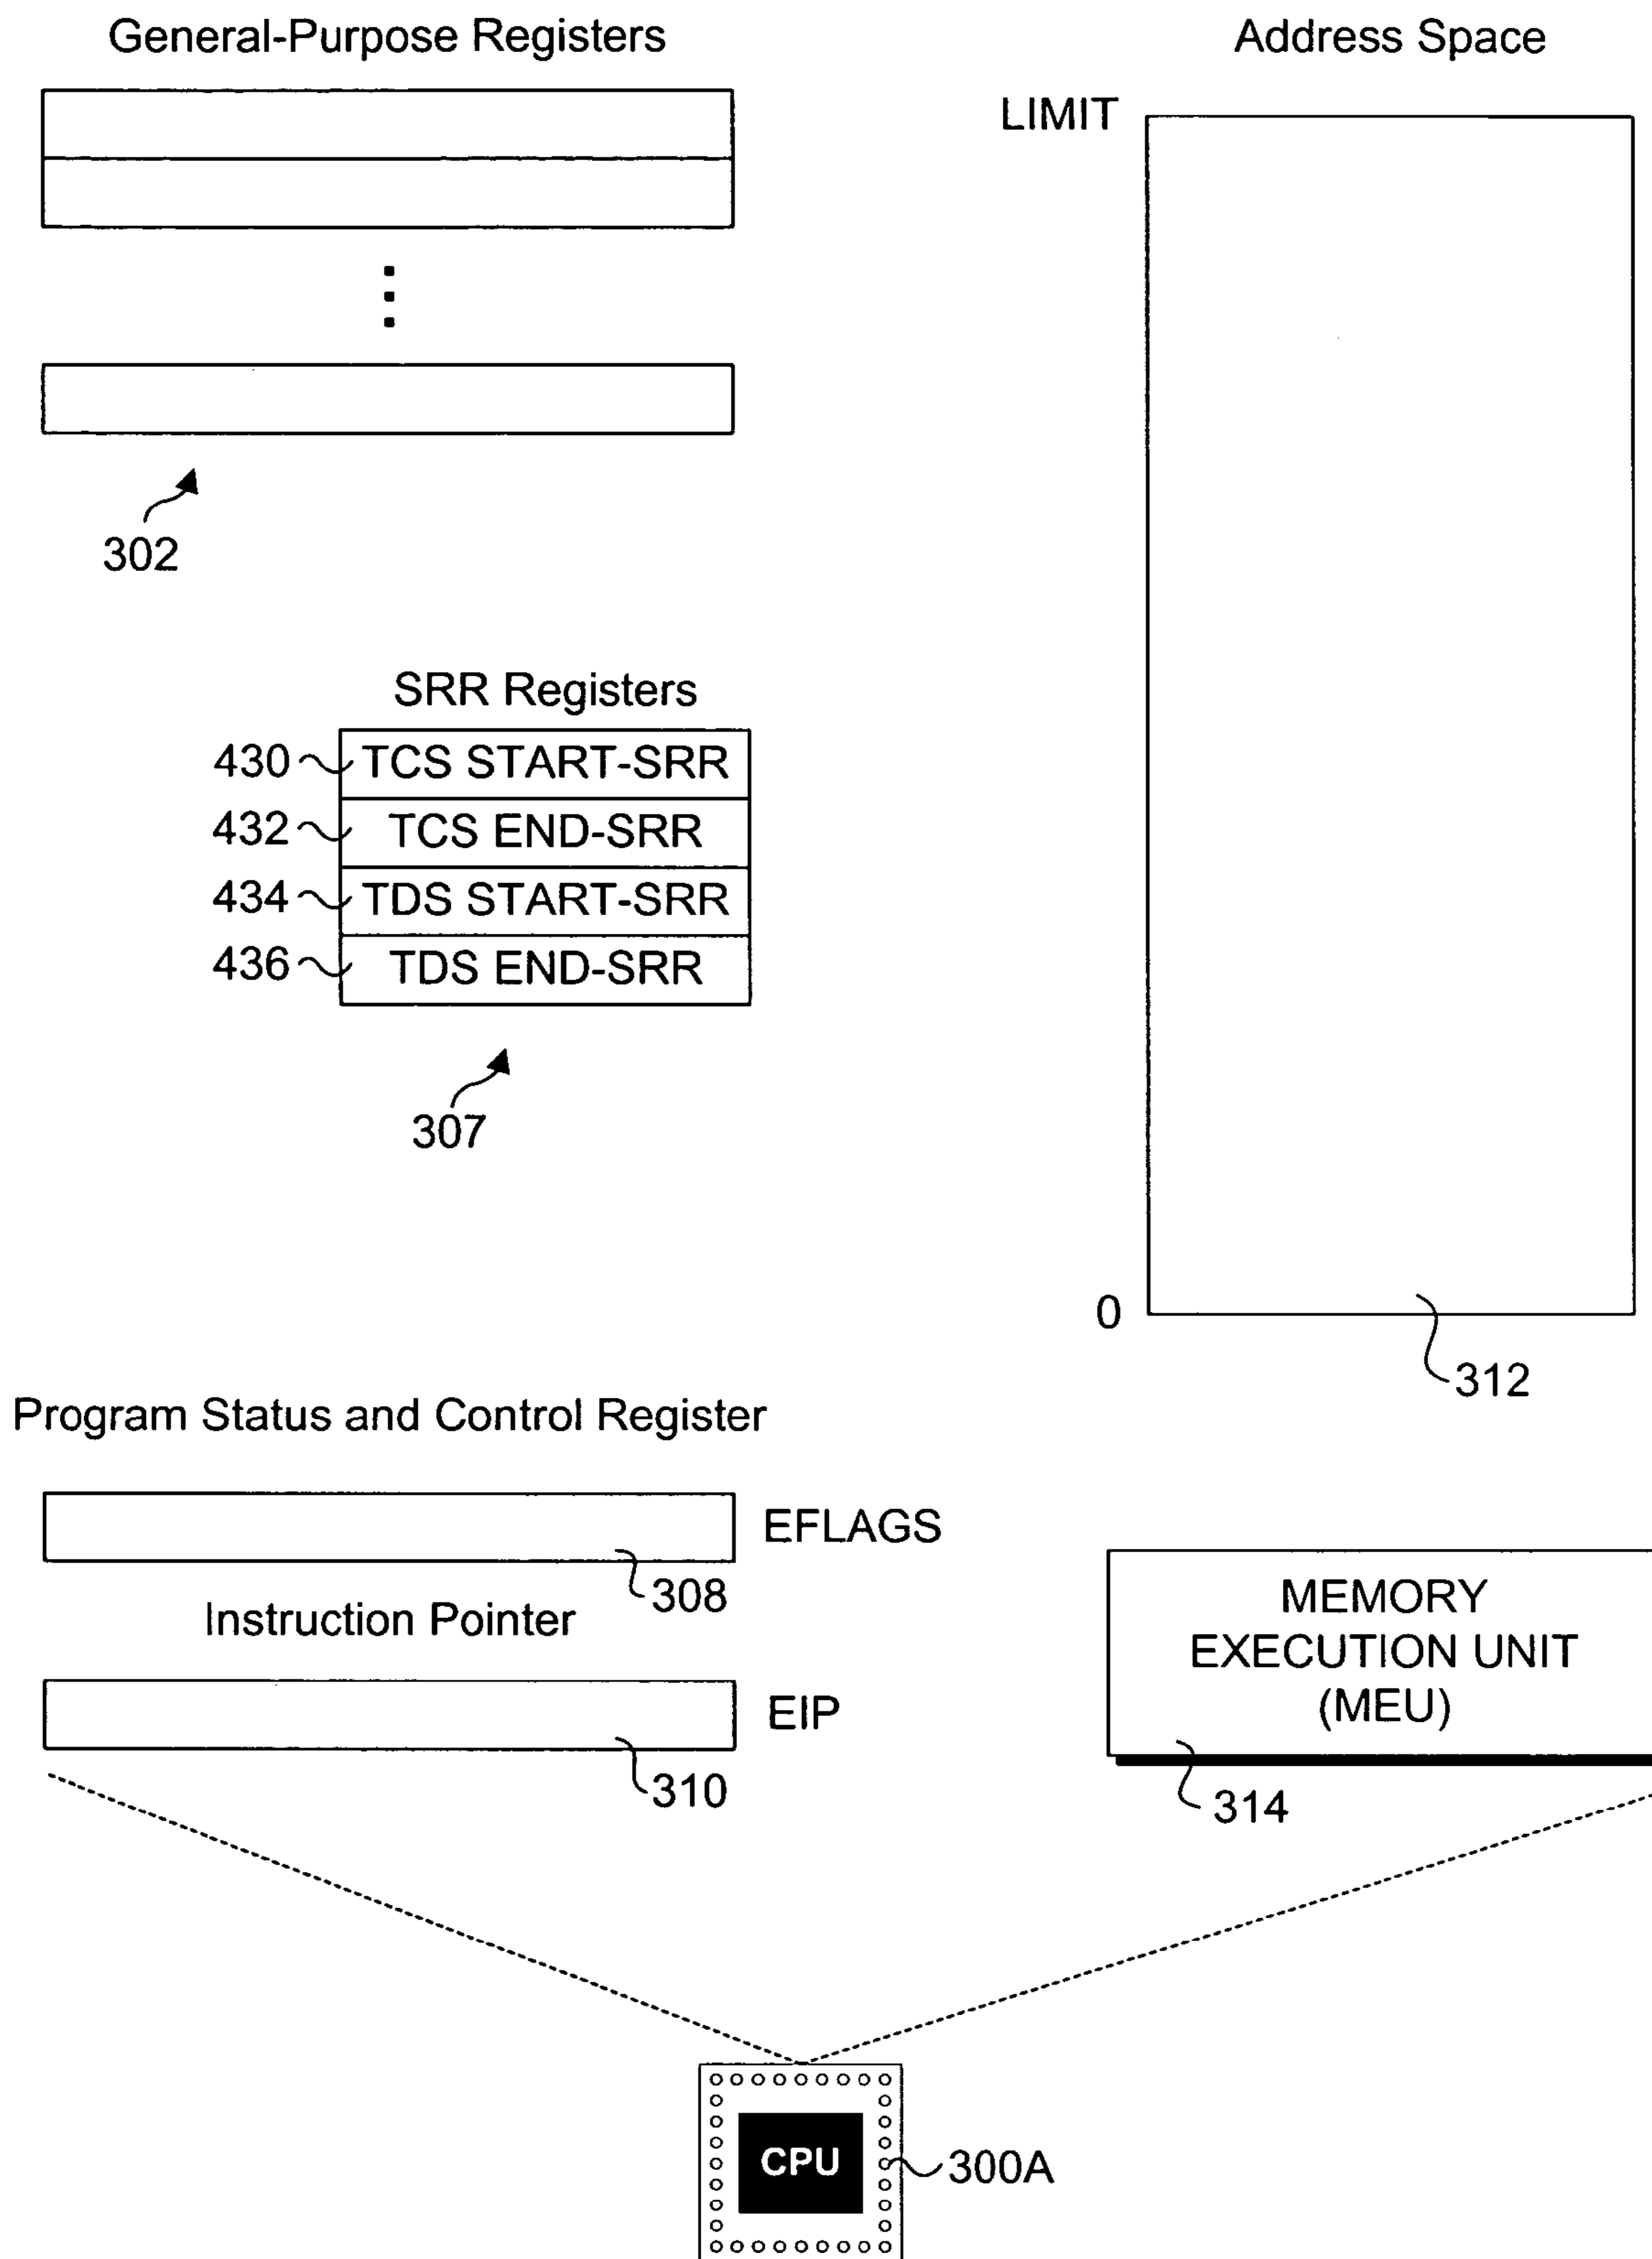 General-Purpose Registers
302
SRR Registers
430 TCS START-SRR
432 TCS END-SRR
434 TDS START-SRR
436 TDS END-SRR
307
Address Space
LIMIT
0
312
Program Status and Control Register
EFLAGS
308
Instruction Pointer
EIP
310
MEMORY
EXECUTION UNIT
(MEU)
314
CPU
300A